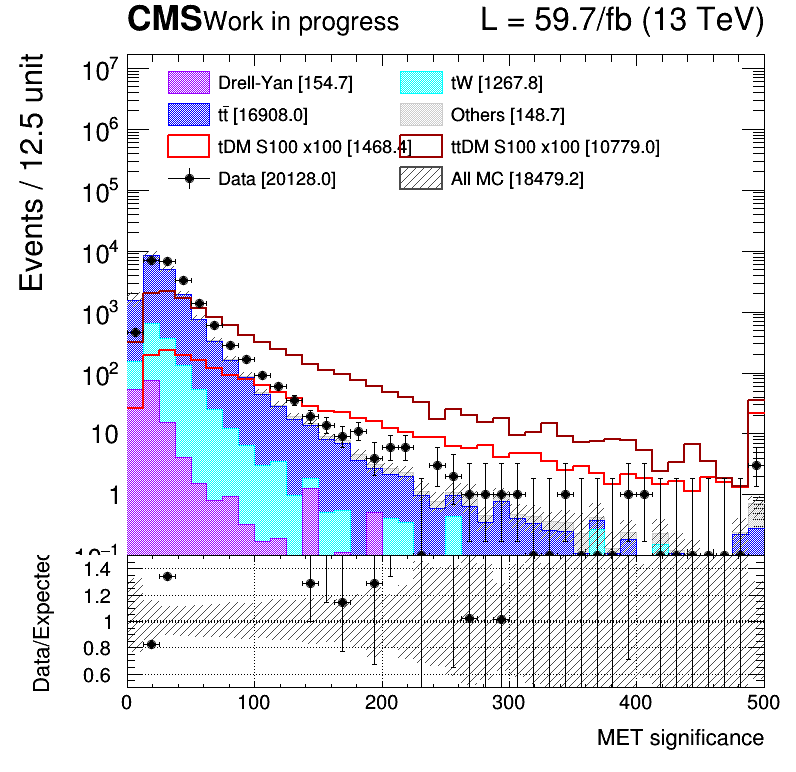 CMS Work in progress L = 59.7/fb (13 TeV)
Events / 12.5 unit
10⁷
10⁶
10⁵
10⁴
10³
10²
10
1
10⁻¹
Drell-Yan [154.7] tW [1267.8]
tt̄ [16908.0] Others [148.7]
tDM S100 x100 [1468.4] ttDM S100 x100 [10779.0]
Data [20128.0] All MC [18479.2]
Data/Expected
1.4
1.2
1
0.8
0.6
0 100 200 300 400 500
MET significance